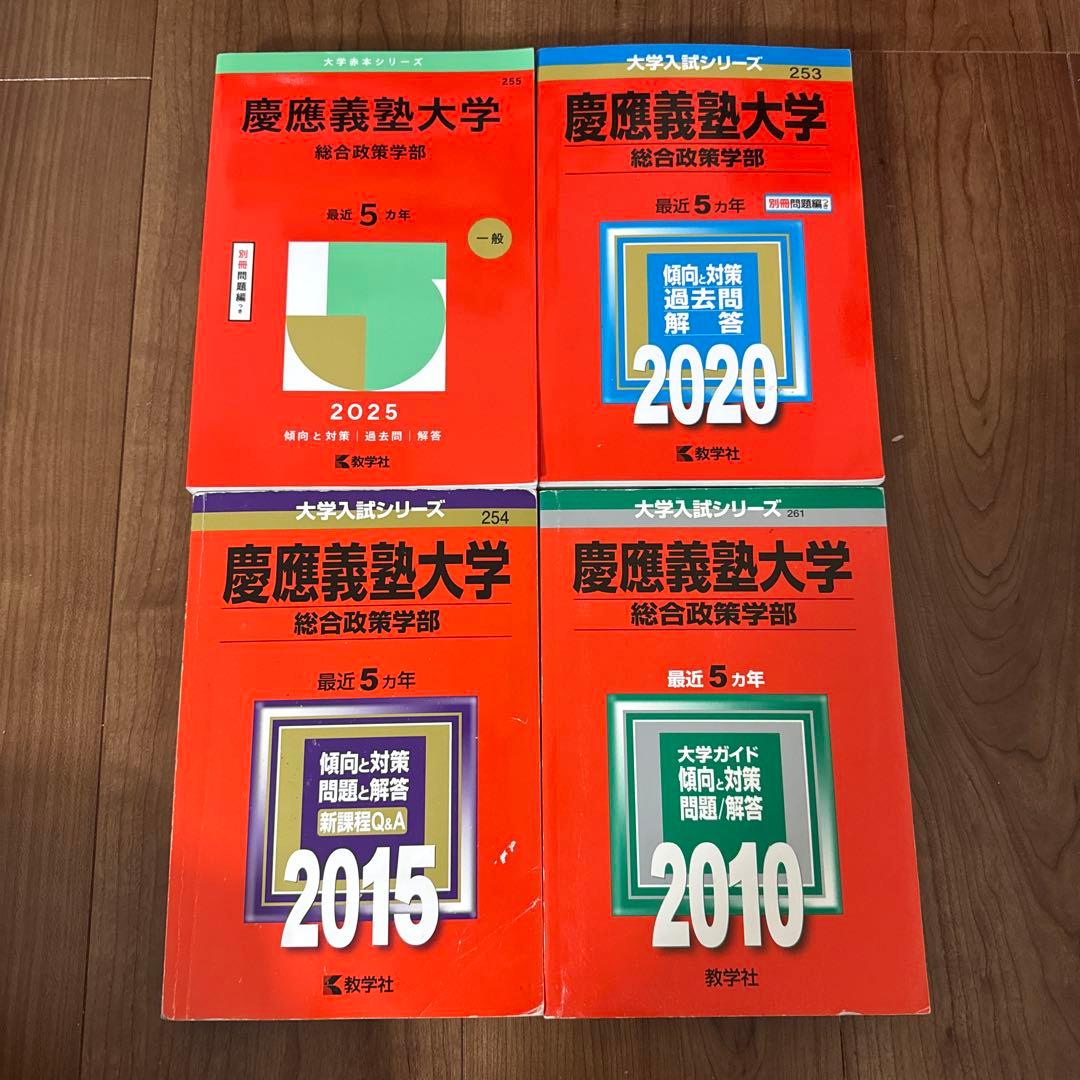 大学赤本シリーズ
255
慶應義塾大学
総合政策学部
最近5カ年
一般
別冊問題編つき
2025
傾向と対策|過去問|解答
教学社
大学入試シリーズ
253
慶應義塾大学
総合政策学部
最近5カ年
別冊問題編つき
傾向と対策
過去問
解答
2020
教学社
大学入試シリーズ
254
慶應義塾大学
総合政策学部
最近5カ年
傾向と対策
問題と解答
新課程Q&A
2015
教学社
大学入試シリーズ
261
慶應義塾大学
総合政策学部
最近5カ年
大学ガイド
傾向と対策
問題/解答
2010
教学社